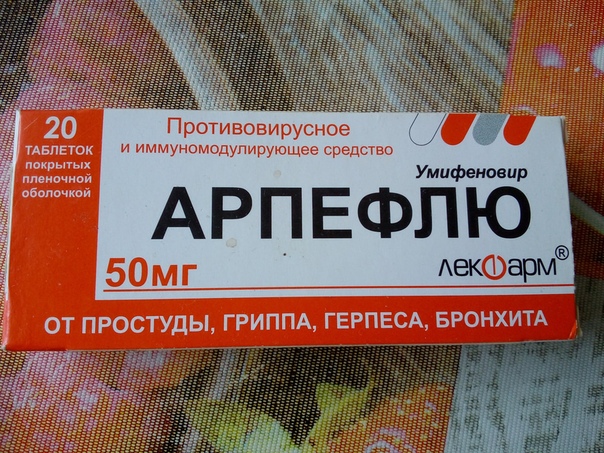 20
ТАБЛЕТОК
покрытых
пленочной
оболочкой
Противовирусное
и иммуномодулирующее средство
Умифеновир
АРПЕФЛЮ
50мг
лекФарм®
ОТ ПРОСТУДЫ, ГРИППА, ГЕРПЕСА, БРОНХИТА